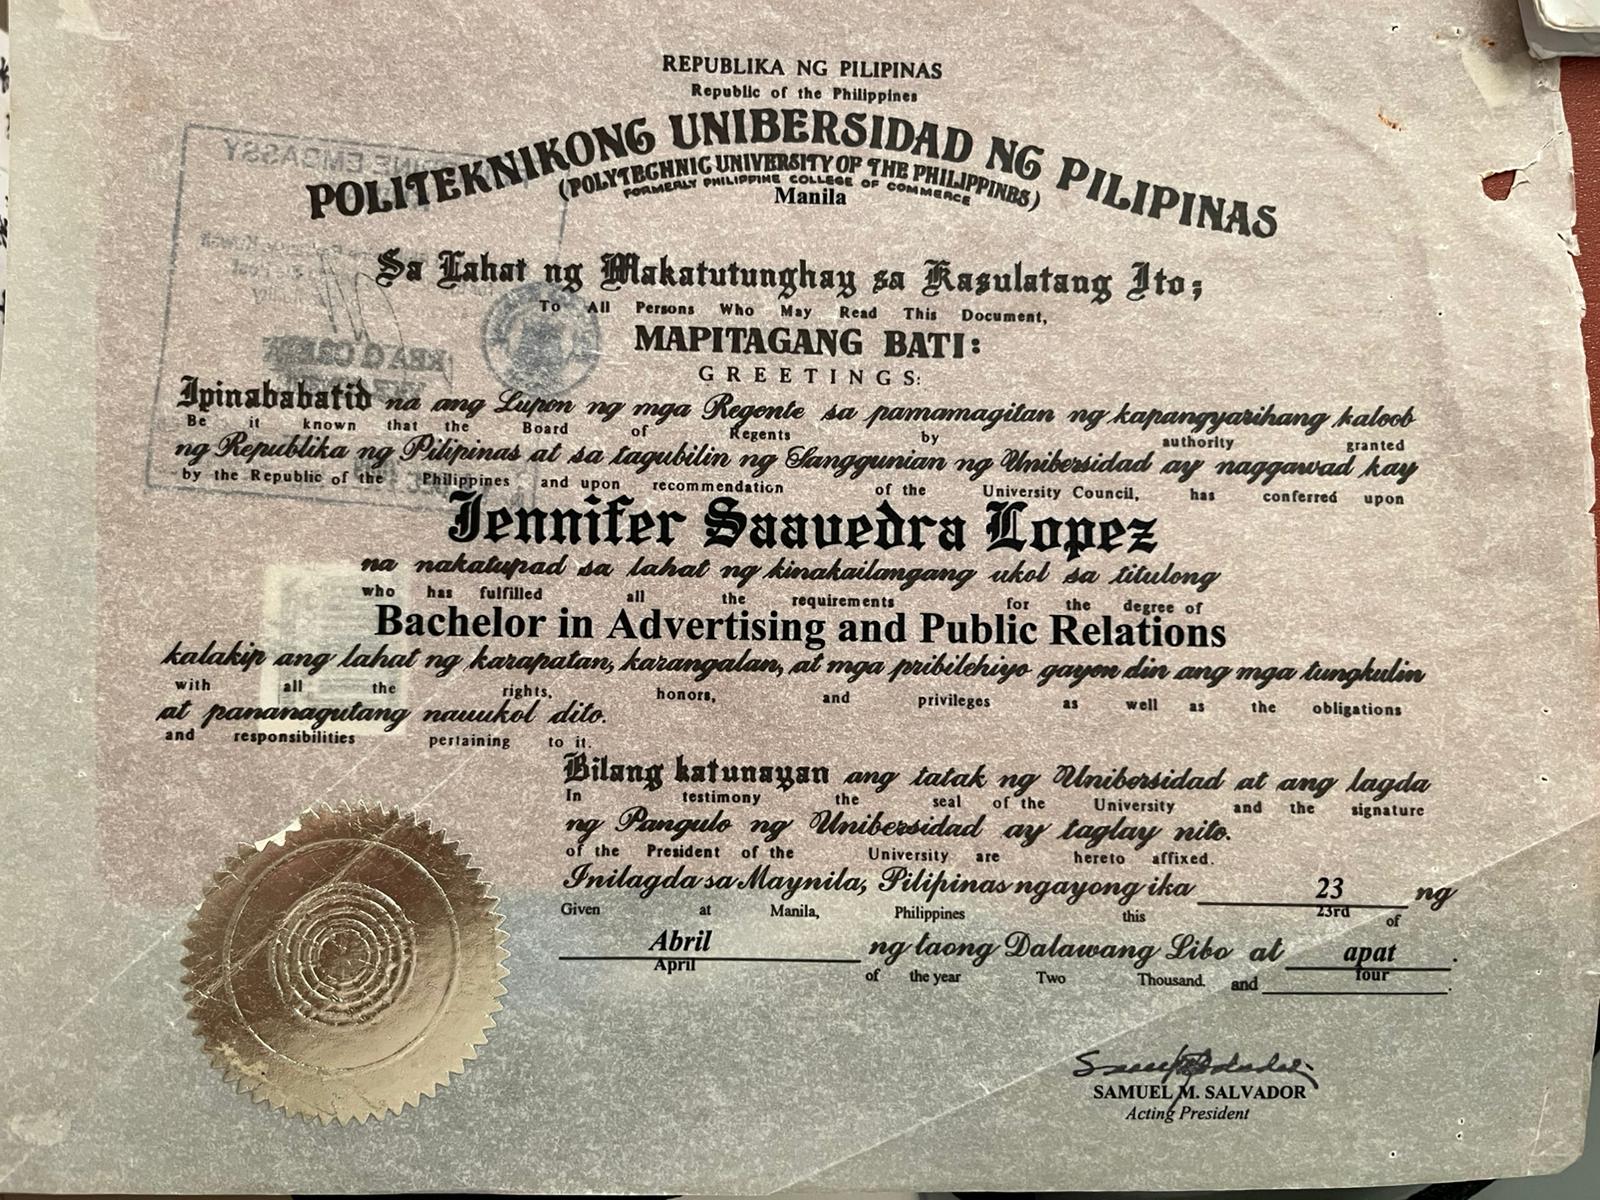 REPUBLIKA NG PILIPINAS
Republic of the Philippines
POLITEKNIKONG UNIBERSIDAD NG PILIPINAS
(POLYTECHNIC UNIVERSITY OF THE PHILIPPINES)
FORMERLY PHILIPPINE COLLEGE OF COMMERCE
Manila
Sa Lahat ng Makatutunghay sa Kasulatang Ito;
To All Persons Who May Read This Document,
MAPITAGANG BATI:
GREETINGS:
Ipinababatid na ang Lupon ng mga Regente sa pamamagitan ng kapangyarihang kaloob
Be it known that the Board of Regents by authority granted
ng Republika ng Pilipinas at sa tagubilin ng Sanggunian ng Unibersidad ay naggawad kay
by the Republic of the Philippines and upon recommendation of the University Council, has conferred upon
Jennifer Saavedra Lopez
na nakatupad sa lahat ng kinakailangang ukol sa titulong
who has fulfilled all the requirements for the degree of
Bachelor in Advertising and Public Relations
kalakip ang lahat ng karapatan, karangalan, at mga pribilehiyo gayon din ang mga tungkulin
with all the rights, honors, and privileges as well as the obligations
at pananagutang nauukol dito.
and responsibilities pertaining to it.
Bilang katunayan ang tatak ng Unibersidad at ang lagda
In testimony the seal of the University and the signature
ng Pangulo ng Unibersidad ay taglay nito.
of the President of the University are hereto affixed.
Inilagda sa Maynila, Pilipinas ngayong ika 23 ng
Given at Manila, Philippines this 23rd of
Abril ng taong Dalawang Libo at apat.
April of the year Two Thousand. and four.
SAMUEL M. SALVADOR
Acting President